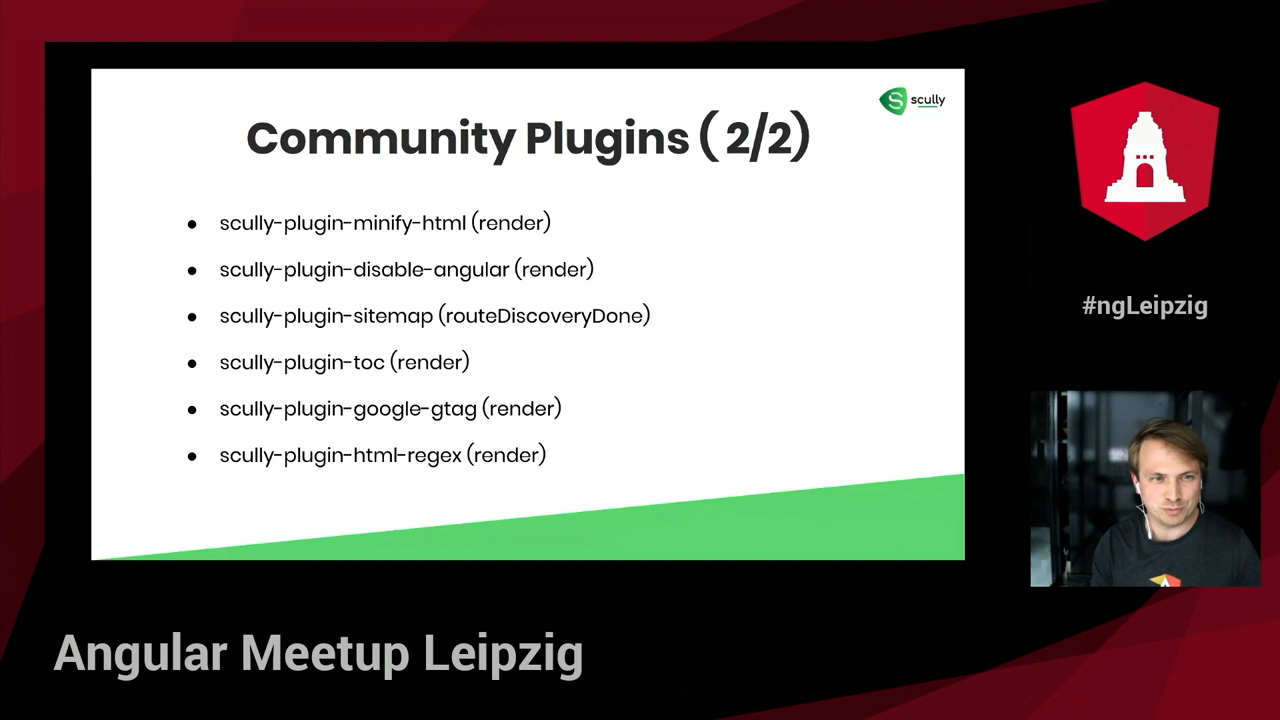 scully
Community Plugins ( 2/2)
● scully-plugin-minify-html (render)
● scully-plugin-disable-angular (render)
● scully-plugin-sitemap (routeDiscoveryDone)
● scully-plugin-toc (render)
● scully-plugin-google-gtag (render)
● scully-plugin-html-regex (render)
#ngLeipzig
Angular Meetup Leipzig